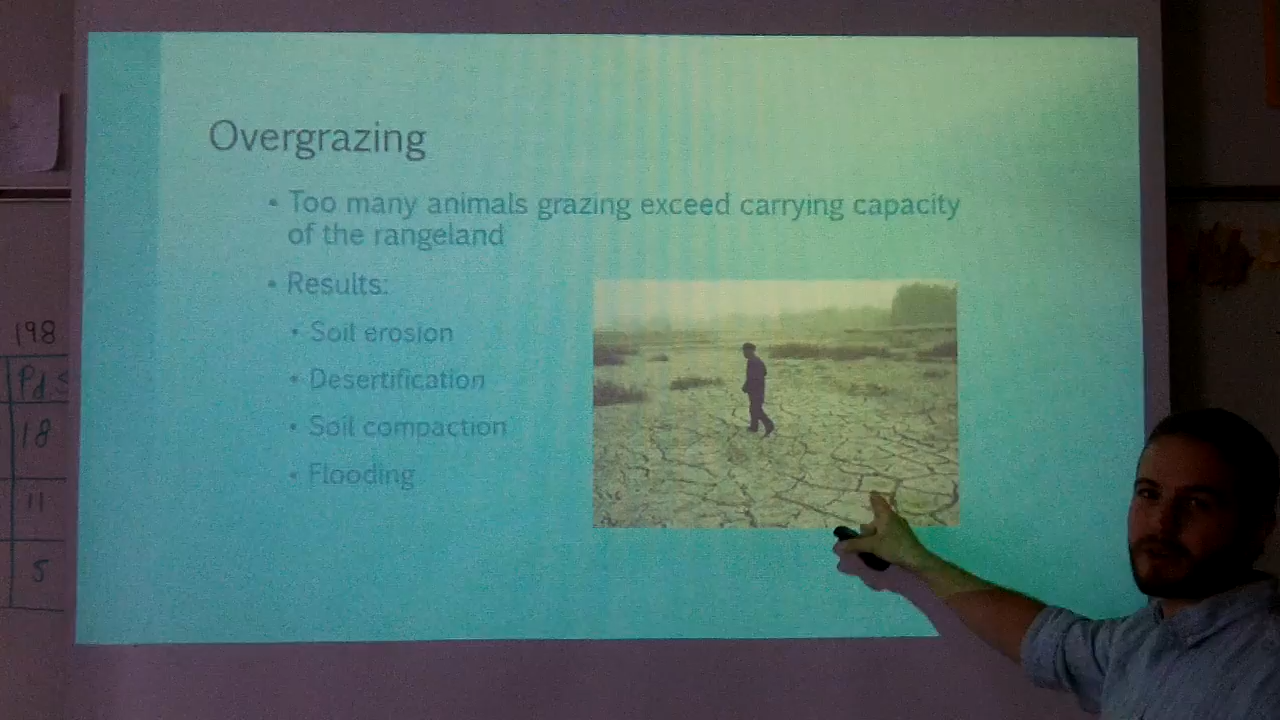 Overgrazing
• Too many animals grazing exceed carrying capacity
of the rangeland
• Results:
• Soil erosion
• Desertification
• Soil compaction
• Flooding
198
Pd
18
11
5